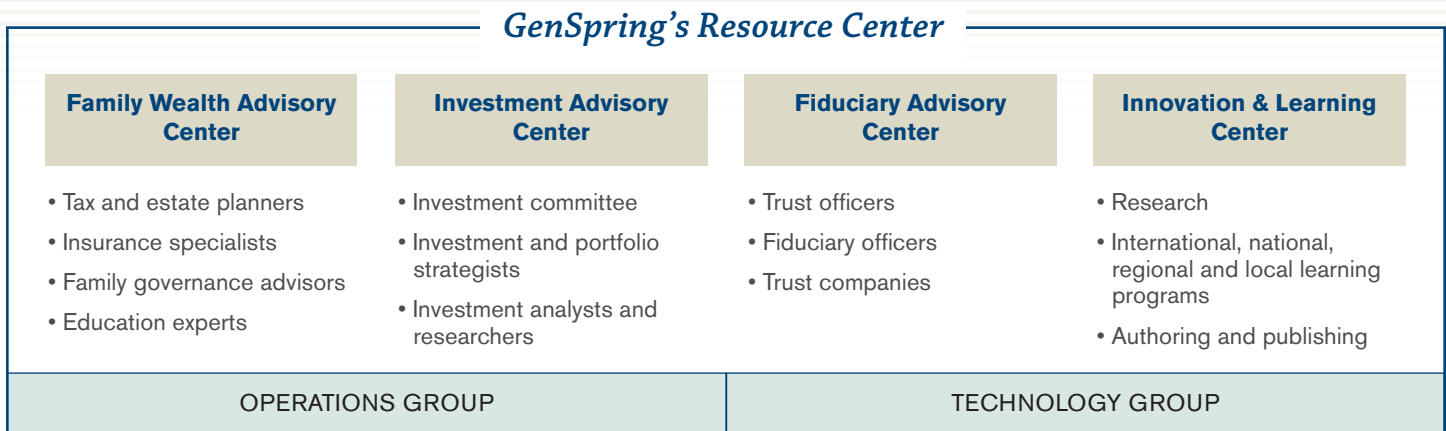 GenSpring's Resource Center
Family Wealth Advisory
Center
• Tax and estate planners
• Insurance specialists
• Family governance advisors
• Education experts
Investment Advisory
Center
• Investment committee
• Investment and portfolio
strategists
• Investment analysts and
researchers
Fiduciary Advisory
Center
• Trust officers
• Fiduciary officers
• Trust companies
Innovation & Learning
Center
• Research
• International, national,
regional and local learning
programs
• Authoring and publishing
OPERATIONS GROUP
TECHNOLOGY GROUP